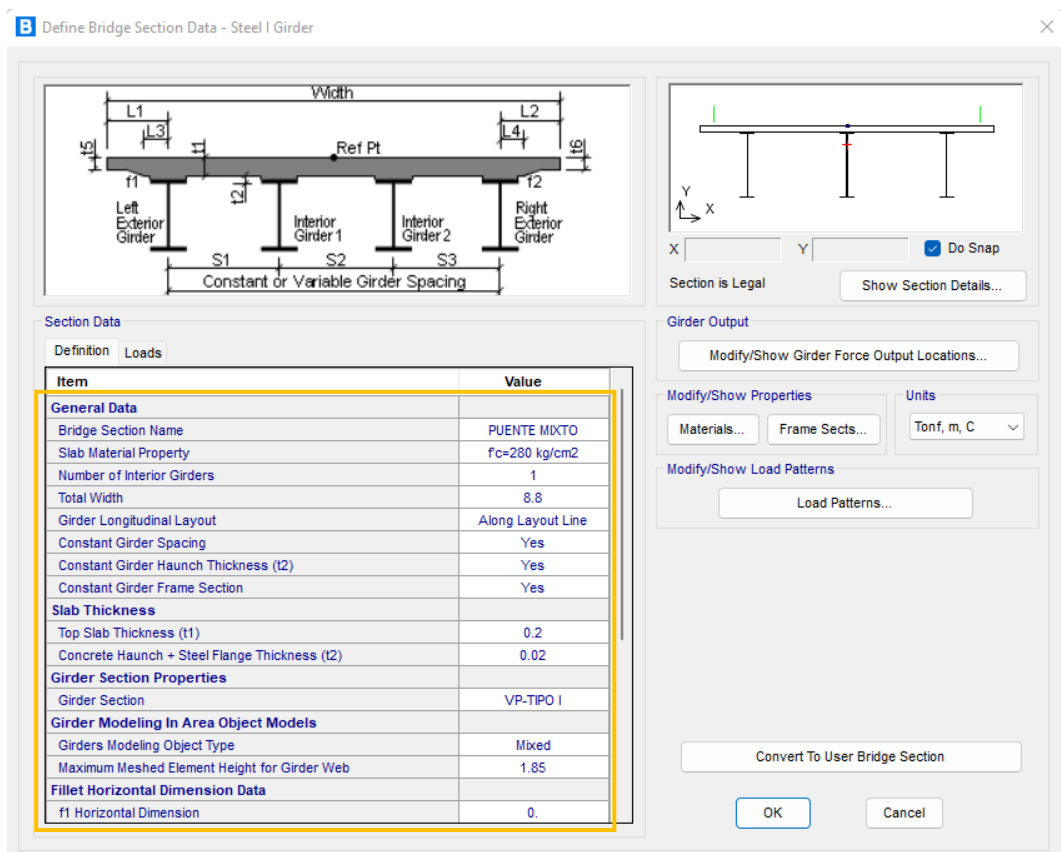 B Define Bridge Section Data - Steel I Girder
Width
L1 L2
L3 L4
t5 t1 Ref Pt t6
f1 t2 f2
Left Exterior Girder
Interior Girder 1
Interior Girder 2
Right Exterior Girder
S1 S2 S3
Constant or Variable Girder Spacing
Y
X
X Y Do Snap
Section is Legal Show Section Details...
Section Data
Definition Loads
Item Value
General Data
Bridge Section Name PUENTE MIXTO
Slab Material Property f'c=280 kg/cm2
Number of Interior Girders 1
Total Width 8.8
Girder Longitudinal Layout Along Layout Line
Constant Girder Spacing Yes
Constant Girder Haunch Thickness (t2) Yes
Constant Girder Frame Section Yes
Slab Thickness
Top Slab Thickness (t1) 0.2
Concrete Haunch + Steel Flange Thickness (t2) 0.02
Girder Section Properties
Girder Section VP-TIPO I
Girder Modeling In Area Object Models
Girders Modeling Object Type Mixed
Maximum Meshed Element Height for Girder Web 1.85
Fillet Horizontal Dimension Data
f1 Horizontal Dimension 0.
Girder Output
Modify/Show Girder Force Output Locations...
Modify/Show Properties
Materials... Frame Sects...
Units
Tonf, m, C
Modify/Show Load Patterns
Load Patterns...
Convert To User Bridge Section
OK Cancel